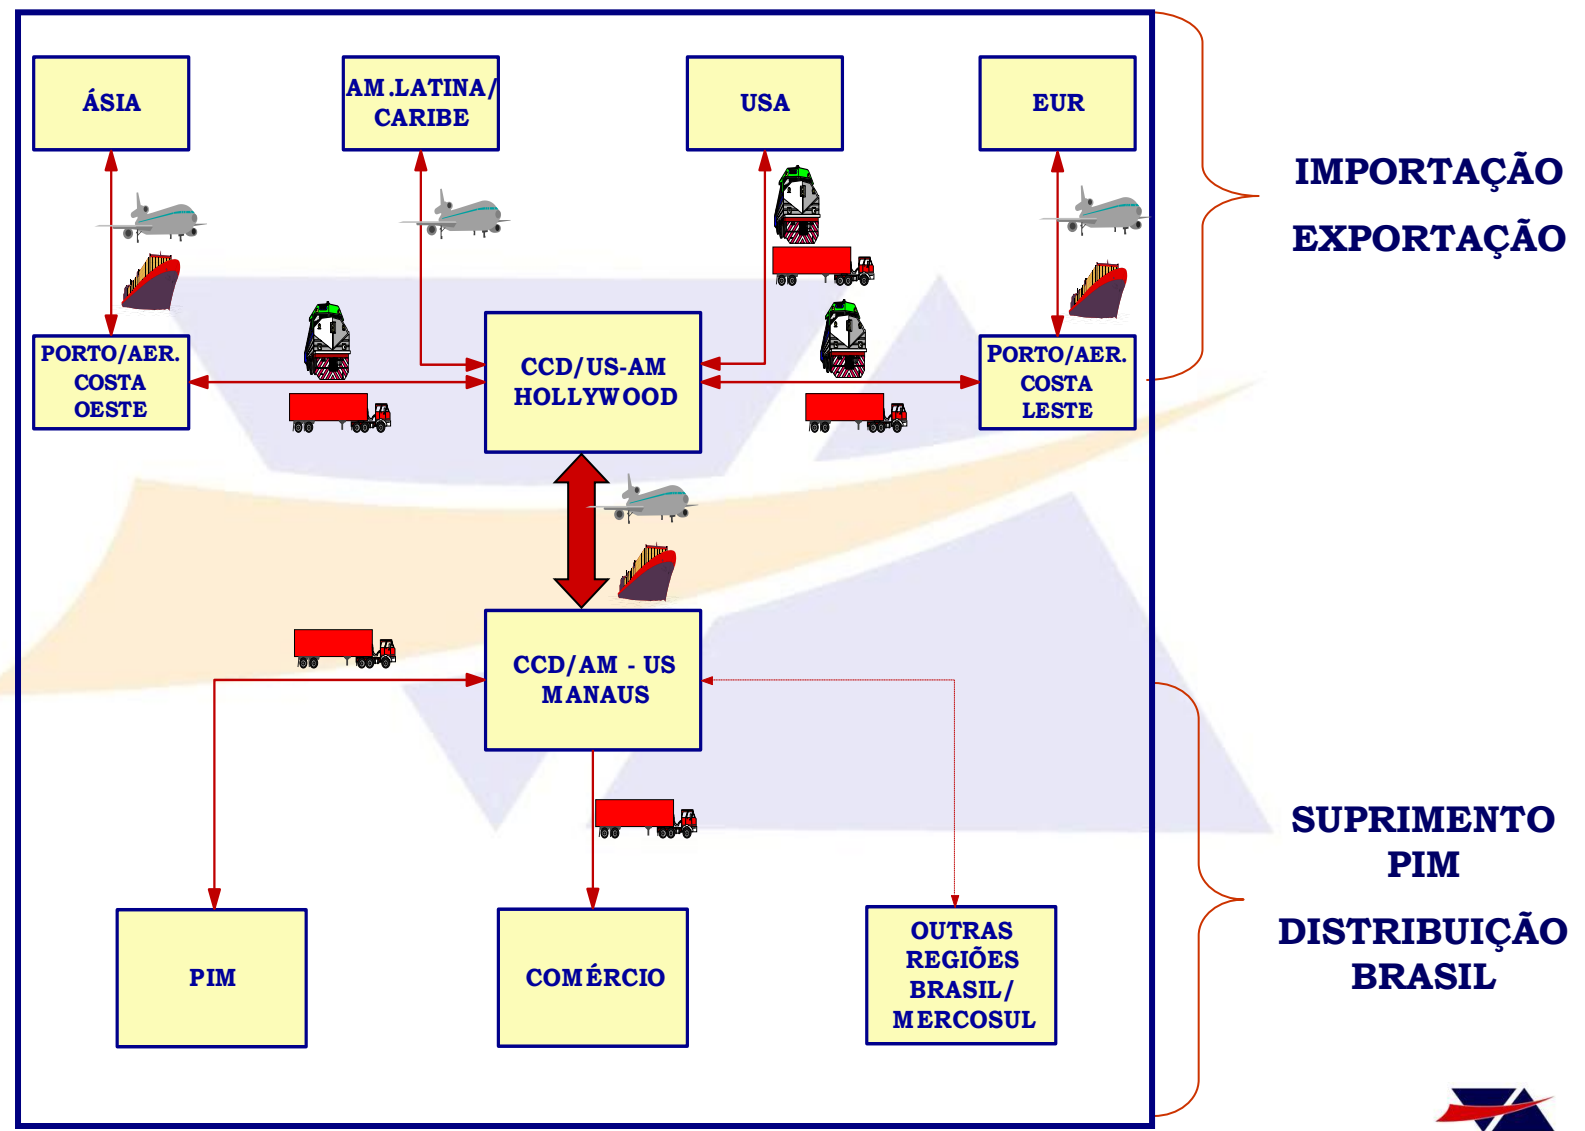 ÁSIA
AM.LATINA/
CARIBE
USA
EUR
IMPORTAÇÃO
EXPORTAÇÃO
PORTO/AER.
COSTA
OESTE
CCD/US-AM
HOLLYWOOD
PORTO/AER.
COSTA
LESTE
CCD/AM - US
MANAUS
SUPRIMENTO
PIM
DISTRIBUIÇÃO
BRASIL
PIM
COMÉRCIO
OUTRAS
REGIÕES
BRASIL/
MERCOSUL